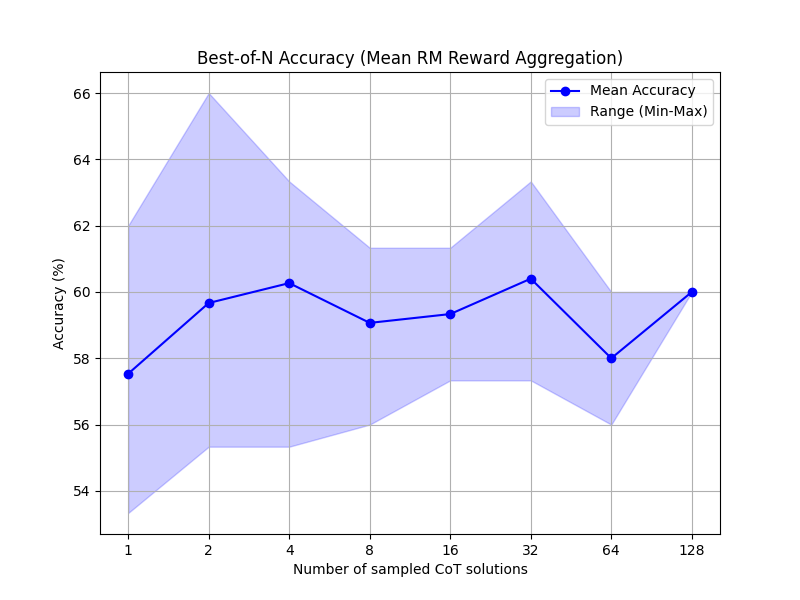 Best-of-N Accuracy (Mean RM Reward Aggregation)
Mean Accuracy
Range (Min-Max)
Accuracy (%)
66
64
62
60
58
56
54
1 2 4 8 16 32 64 128
Number of sampled CoT solutions